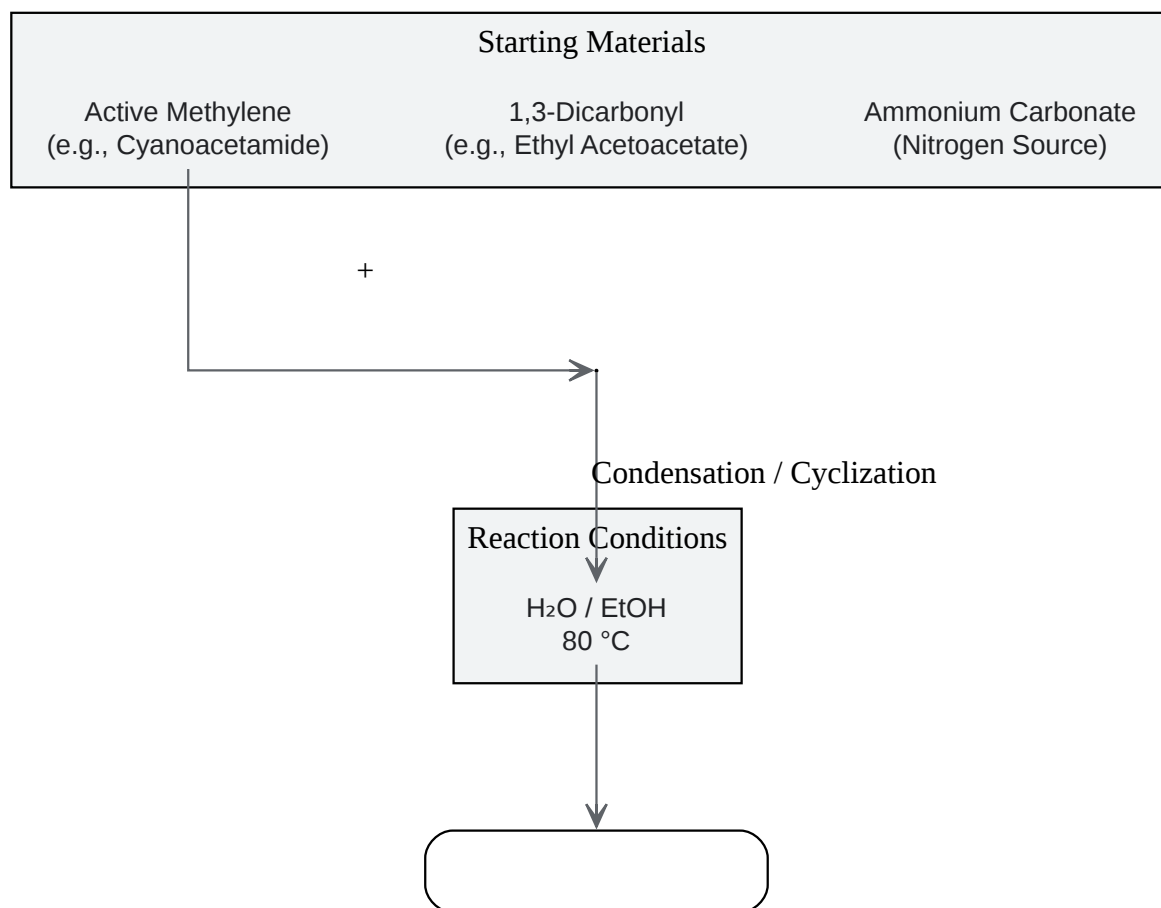 Starting Materials
Active Methylene
(e.g., Cyanoacetamide)
1,3-Dicarbonyl
(e.g., Ethyl Acetoacetate)
Ammonium Carbonate
(Nitrogen Source)
+
Condensation / Cyclization
Reaction Conditions
H₂O / EtOH
80 °C